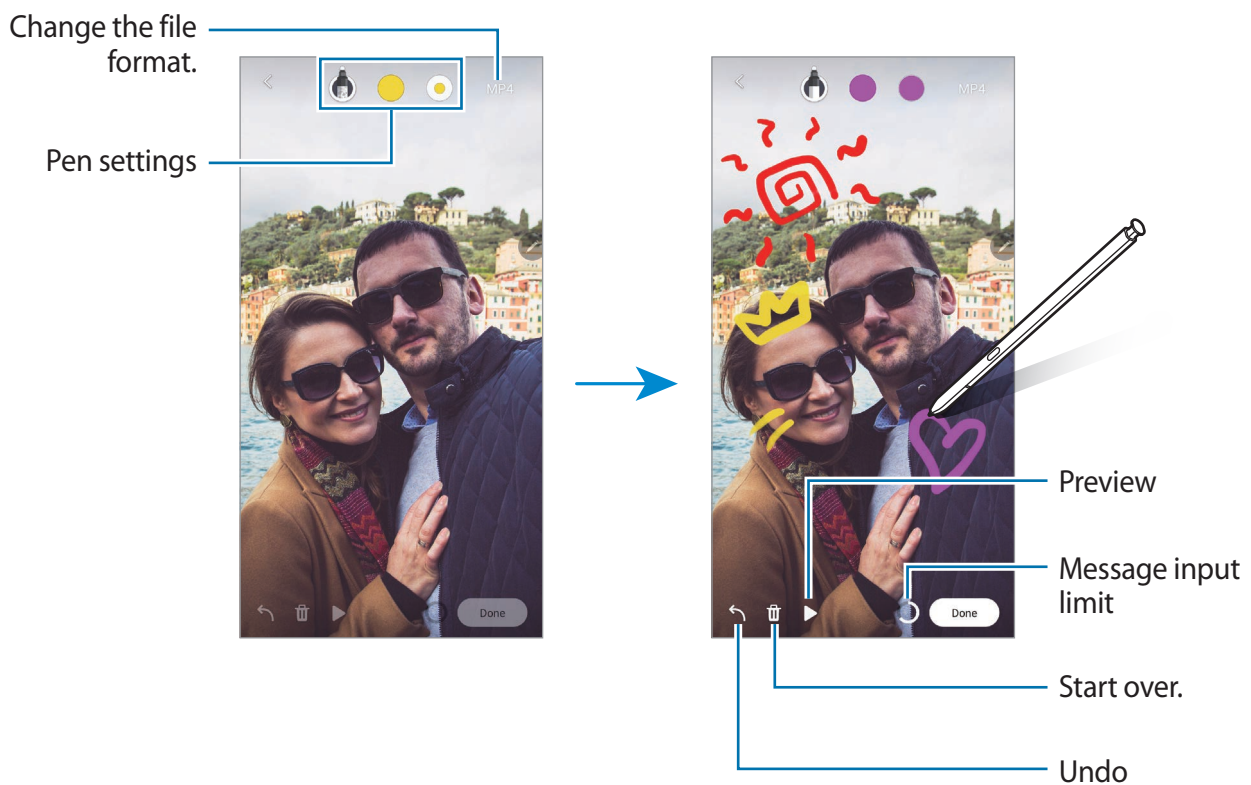 Change the file
format.
MP4
MP4
Pen settings
Preview
Message input
limit
Done
Done
Start over.
Undo